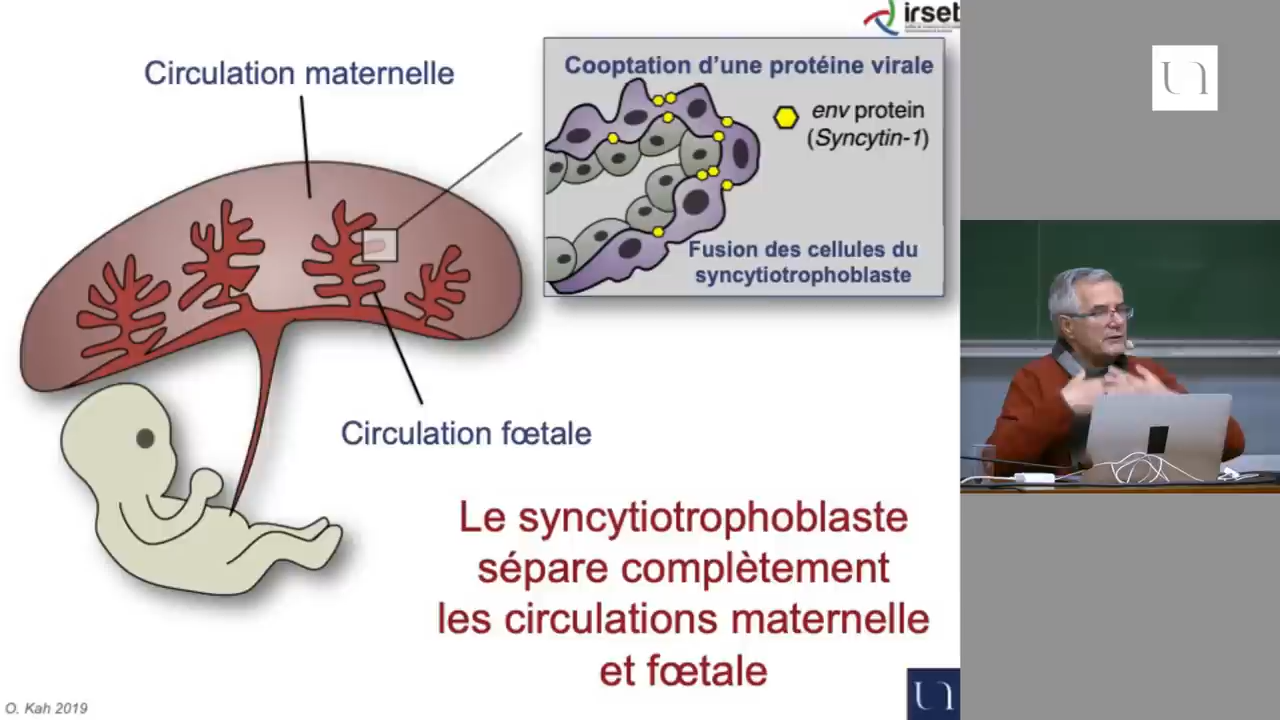 irset
Circulation maternelle
Cooptation d'une protéine virale
env protein
(Syncytin-1)
Fusion des cellules du
syncytiotrophoblaste
Circulation fœtale
Le syncytiotrophoblaste
sépare complètement
les circulations maternelle
et fœtale
O. Kah 2019